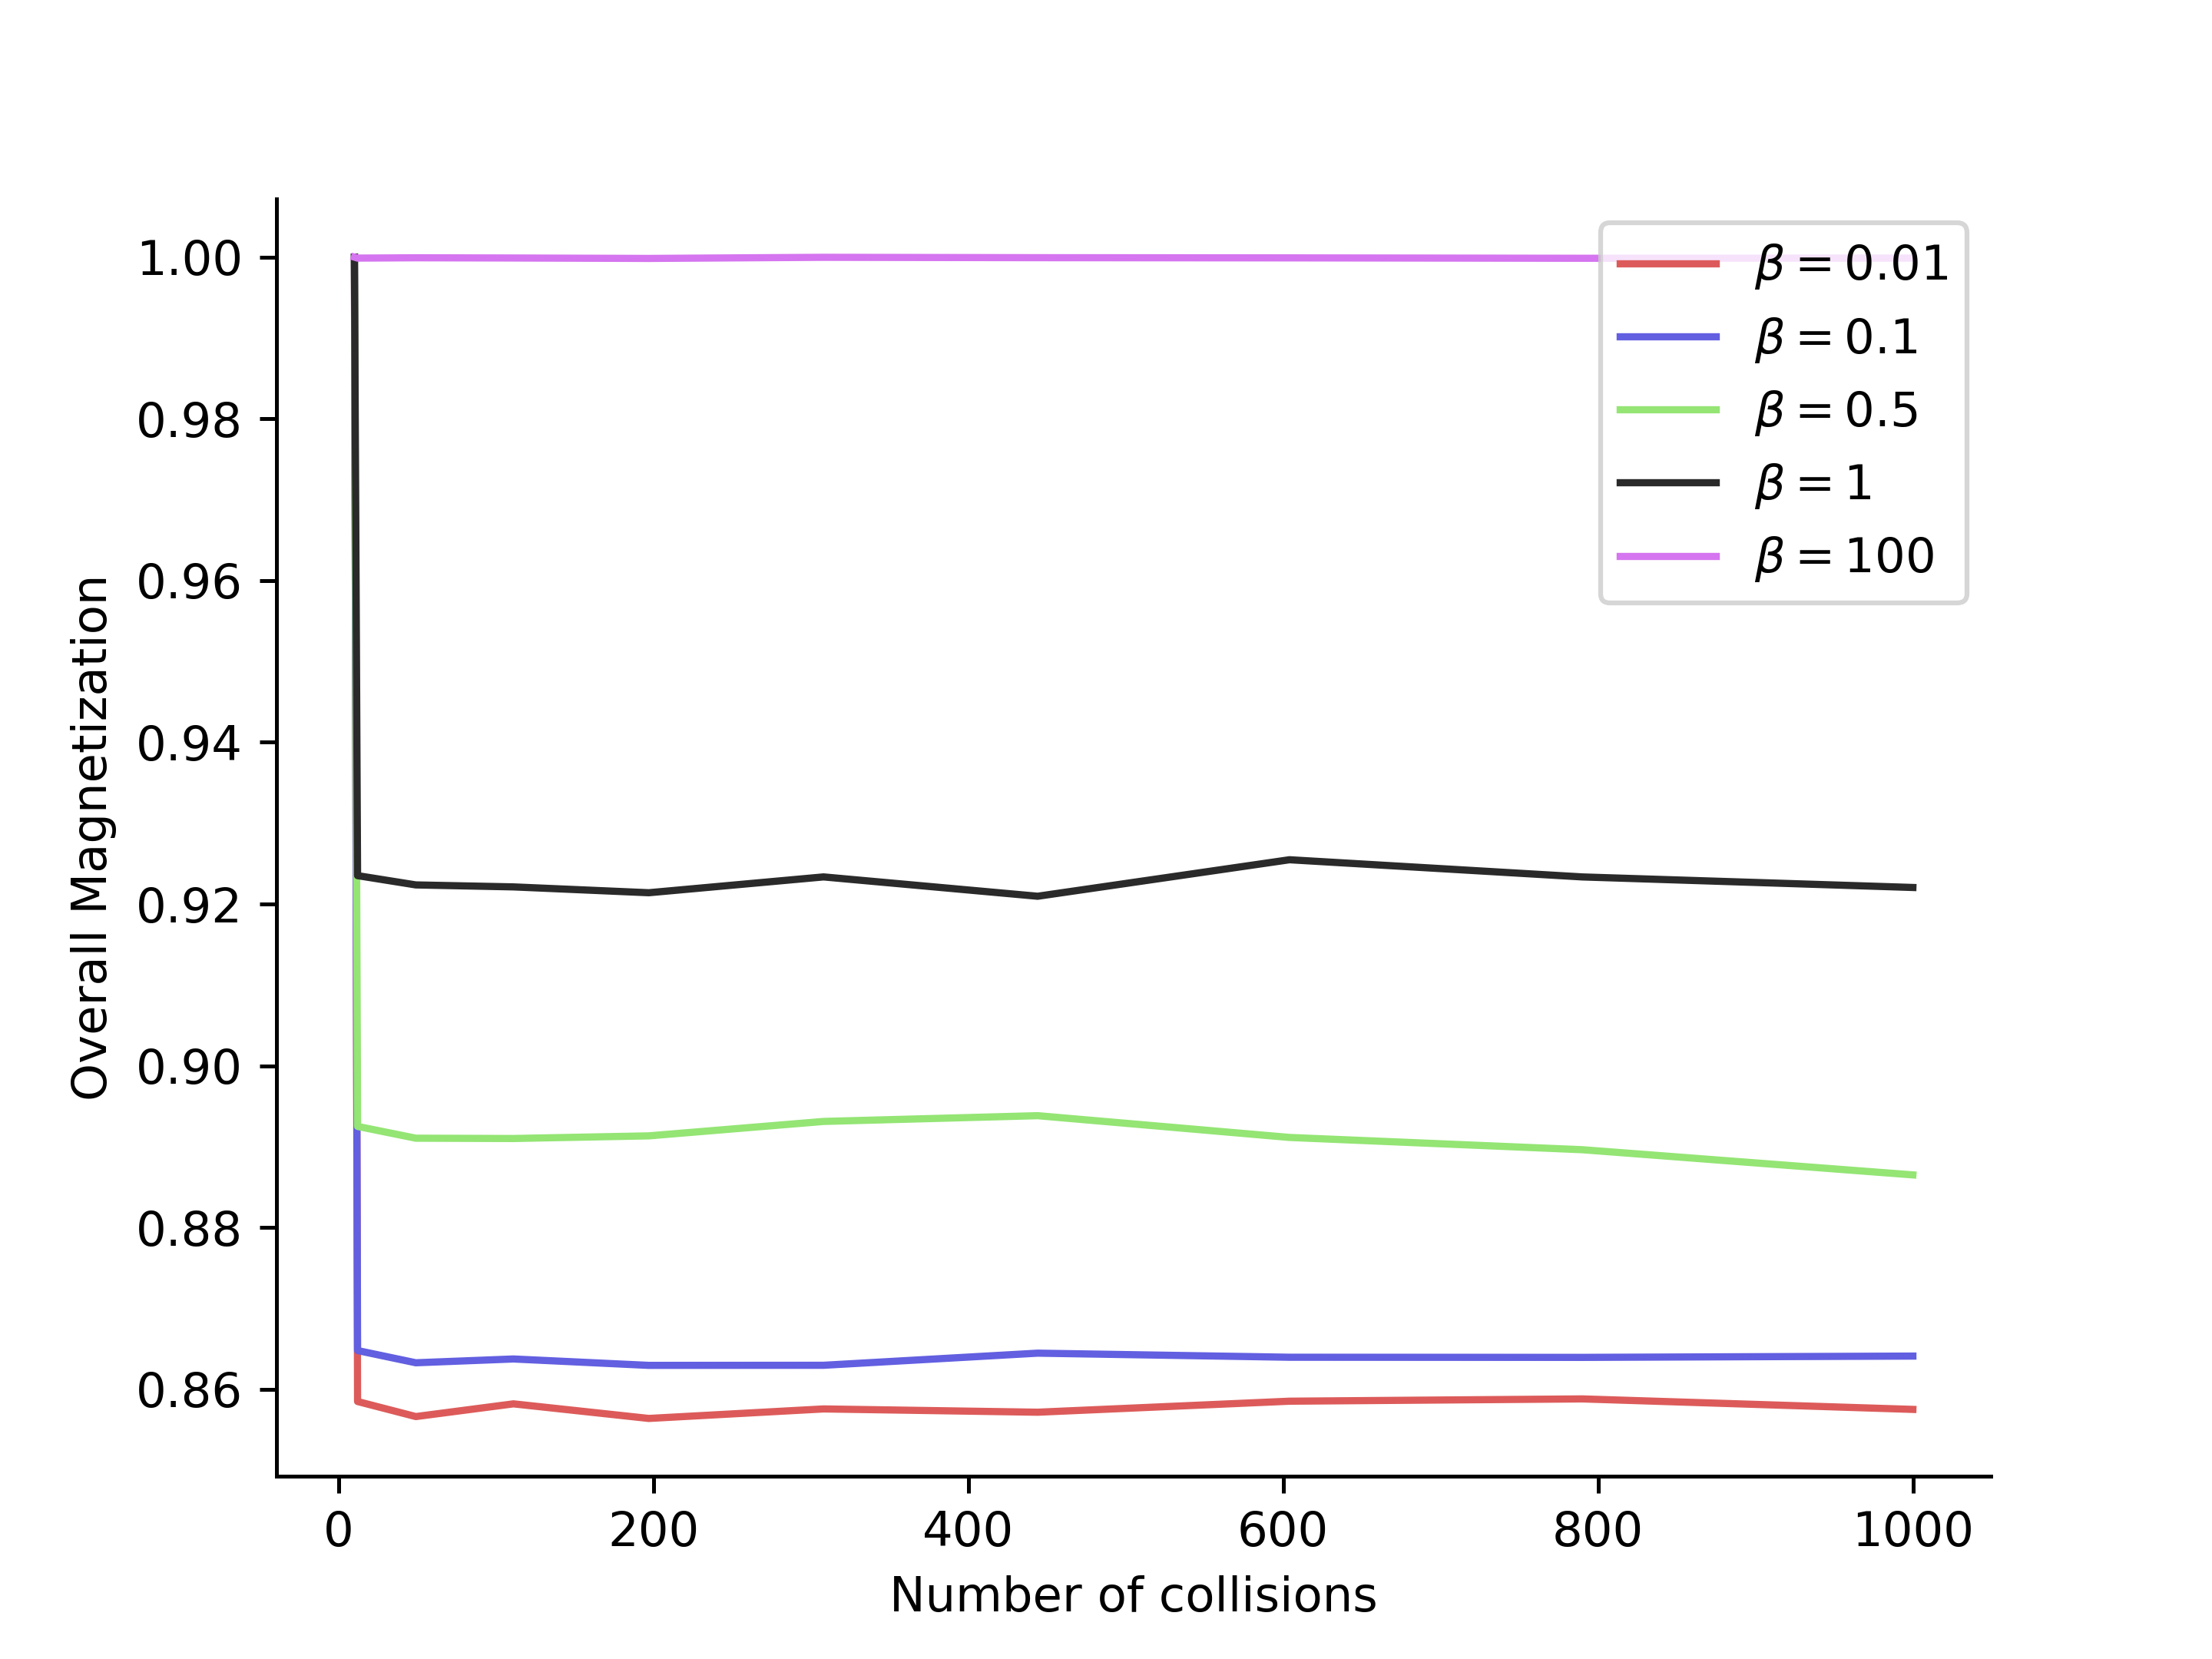 1.00
0.98
0.96
0.94
0.92
0.90
0.88
0.86
Overall Magnetization
β = 0.01
β = 0.1
β = 0.5
β = 1
β = 100
0 200 400 600 800 1000
Number of collisions